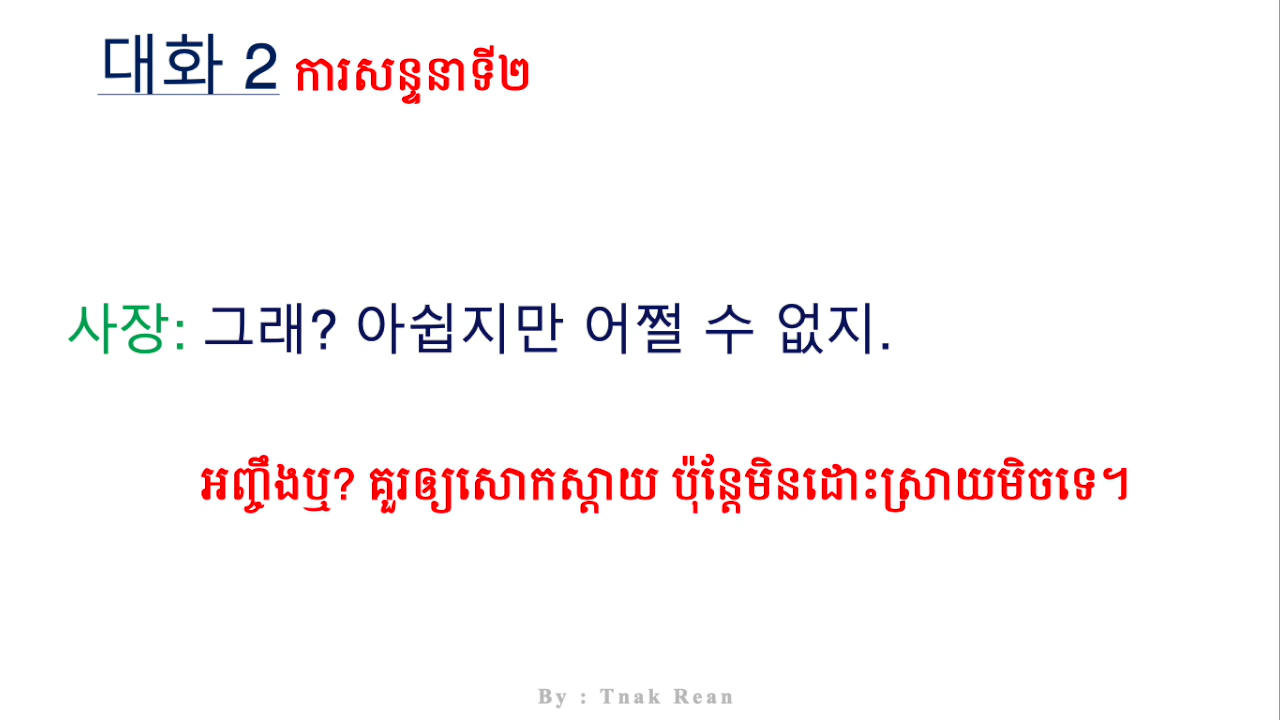 대화 2 ការសន្ទនាទី២
사장: 그래? 아쉽지만 어쩔 수 없지.
អញ្ចឹងឬ? គួរឲ្យសោកស្តាយ ប៉ុន្តែមិនដោះស្រាយមិចទេ។
By : Tnak Rean